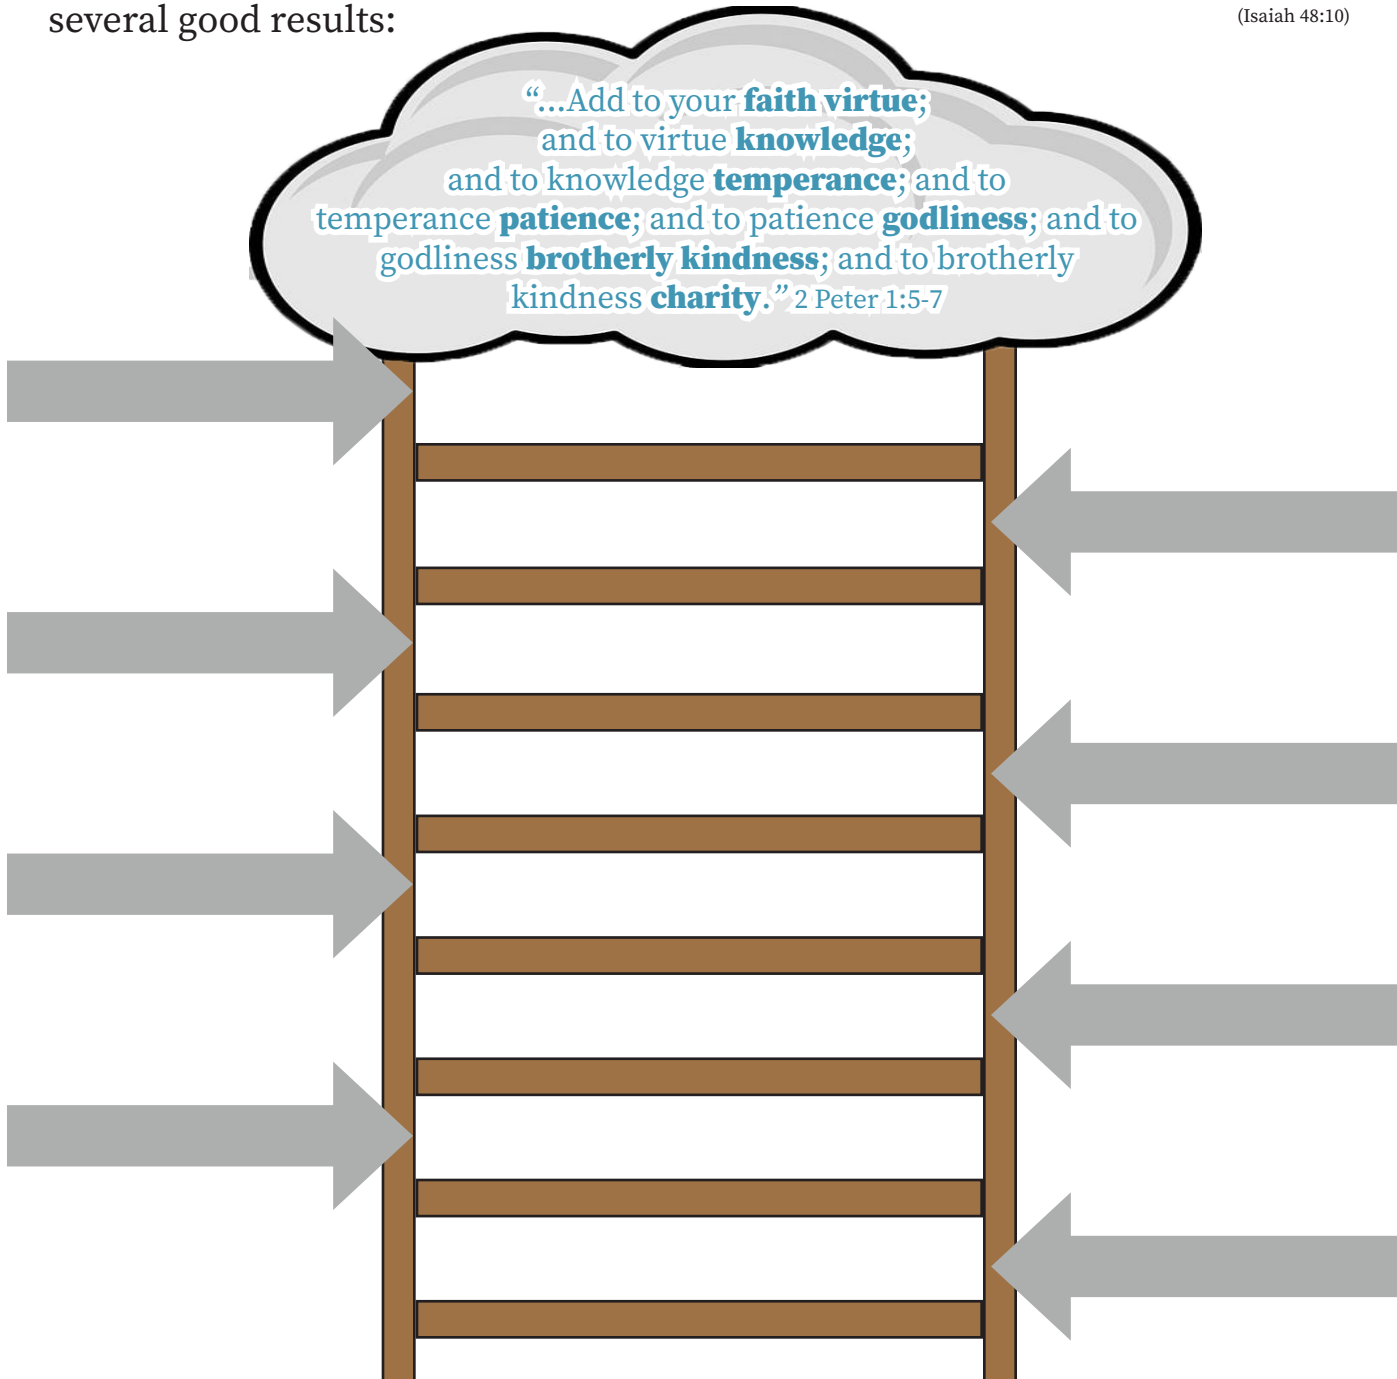 several good results:
(Isaiah 48:10)
“...Add to your faith virtue;
and to virtue knowledge;
and to knowledge temperance; and to
temperance patience; and to patience godliness; and to
godliness brotherly kindness; and to brotherly
kindness charity.” 2 Peter 1:5-7